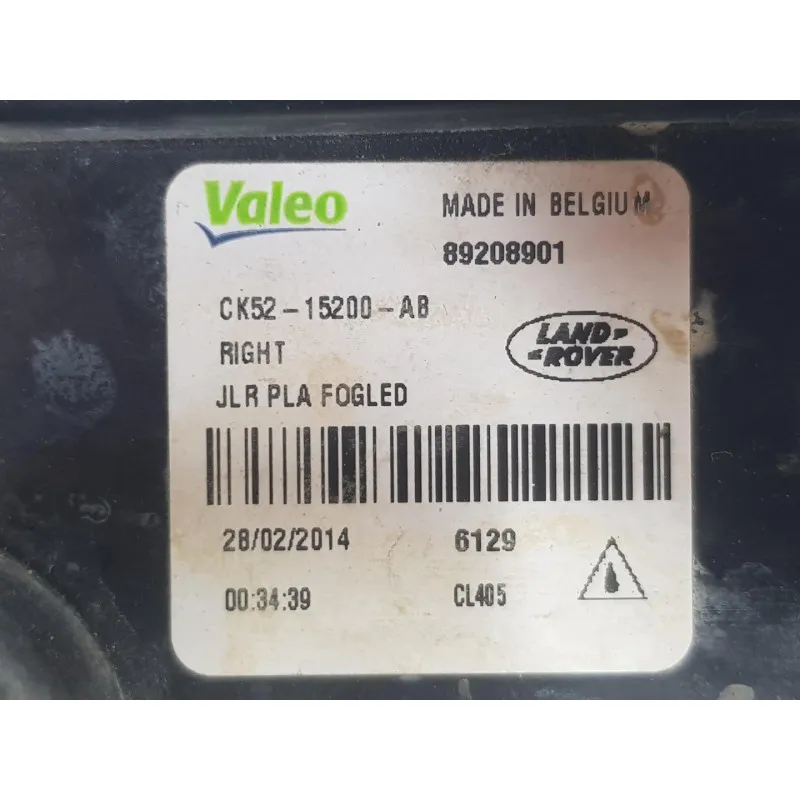 Valeo
MADE IN BELGIUM
89208901
CK52-15200-AB
RIGHT
LAND-
-ROVER
JLR PLA FOGLED
28/02/2014 6129
00:34:39 CL405